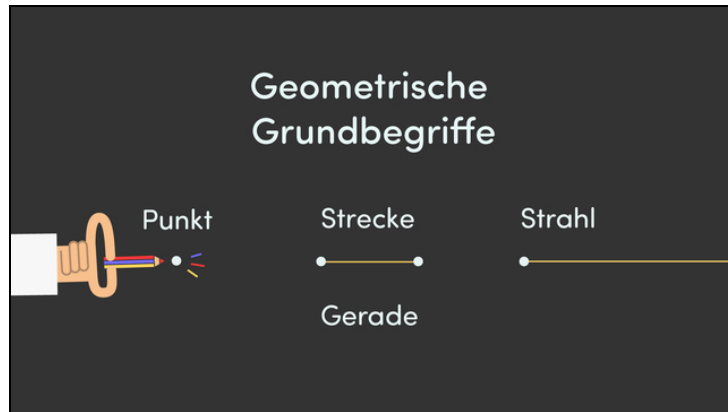 Geometrische
Grundbegriffe
Punkt
Strecke
Strahl
Gerade